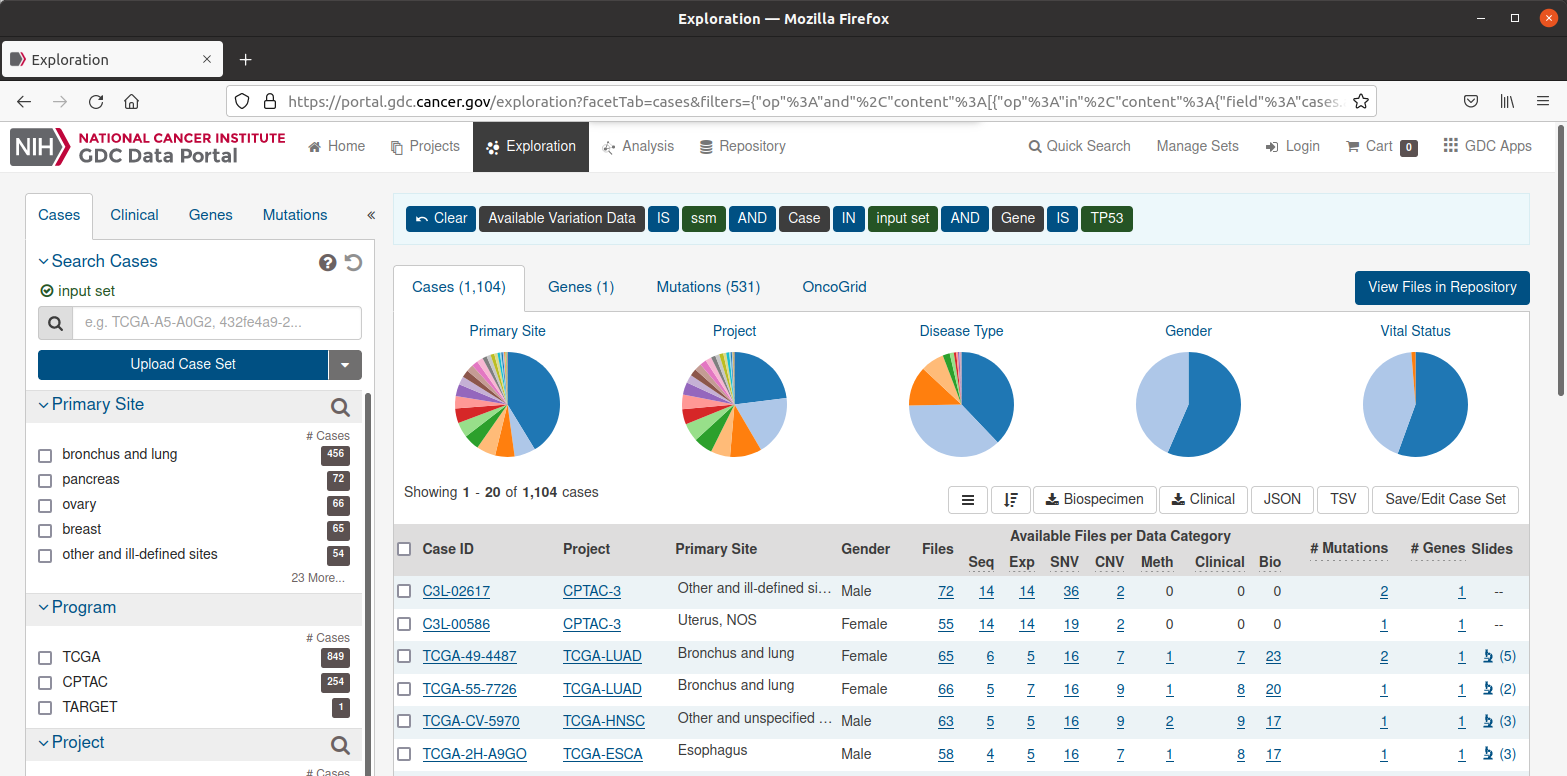 Exploration — Mozilla Firefox
Exploration
https://portal.gdc.cancer.gov/exploration?facetTab=cases&filters={"op"%3A"and"%2C"content"%3A[{"op"%3A"in"%2C"content"%3A{"field"%3A"cases.
NIH NATIONAL CANCER INSTITUTE
GDC Data Portal
Home Projects Exploration Analysis Repository Quick Search Manage Sets Login Cart 0 GDC Apps
Cases Clinical Genes Mutations «
Clear Available Variation Data IS ssm AND Case IN input set AND Gene IS TP53
Search Cases
input set
e.g. TCGA-A5-A0G2, 432fe4a9-2...
Upload Case Set
Primary Site
# Cases
bronchus and lung 456
pancreas 72
ovary 66
breast 65
other and ill-defined sites 54
23 More...
Program
# Cases
TCGA 849
CPTAC 254
TARGET 1
Project
# Cases
Cases (1,104) Genes (1) Mutations (531) OncoGrid View Files in Repository
Primary Site Project Disease Type Gender Vital Status
Showing 1 - 20 of 1,104 cases
Biospecimen Clinical JSON TSV Save/Edit Case Set
Case ID Project Primary Site Gender Files Available Files per Data Category # Mutations # Genes Slides
Seq Exp SNV CNV Meth Clinical Bio
C3L-02617 CPTAC-3 Other and ill-defined si… Male 72 14 14 36 2 0 0 0 2 1 --
C3L-00586 CPTAC-3 Uterus, NOS Female 55 14 14 19 2 0 0 0 1 1 --
TCGA-49-4487 TCGA-LUAD Bronchus and lung Female 65 6 5 16 7 1 7 23 2 1 (5)
TCGA-55-7726 TCGA-LUAD Bronchus and lung Female 66 5 7 16 9 1 8 20 1 1 (2)
TCGA-CV-5970 TCGA-HNSC Other and unspecified … Male 63 5 5 16 9 2 9 17 1 1 (3)
TCGA-2H-A9GO TCGA-ESCA Esophagus Male 58 4 5 16 7 1 8 17 1 1 (3)